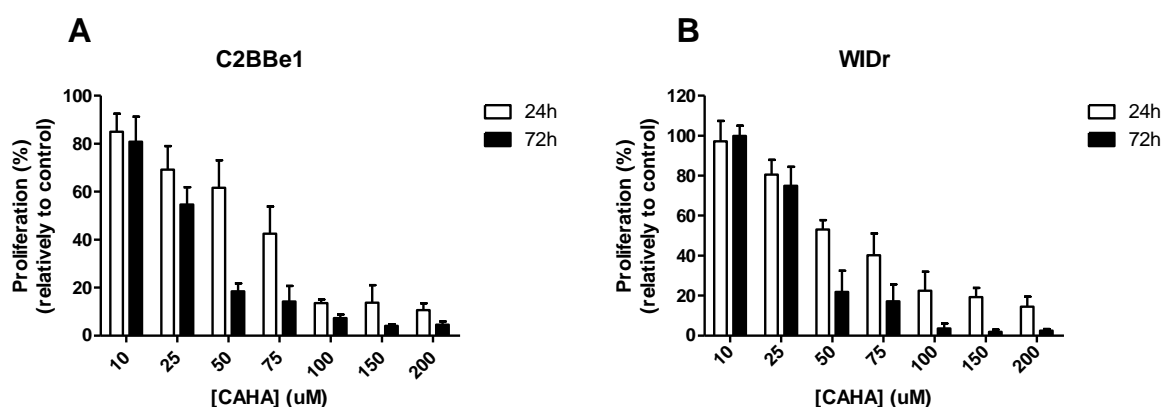 A
C2BBe1
Proliferation (%)
(relatively to control)
100
80
60
40
20
0
24h
72h
10
25
50
75
100
150
200
[CAHA] (uM)
B
WIDr
Proliferation (%)
(relatively to control)
120
100
80
60
40
20
0
24h
72h
10
25
50
75
100
150
200
[CAHA] (uM)